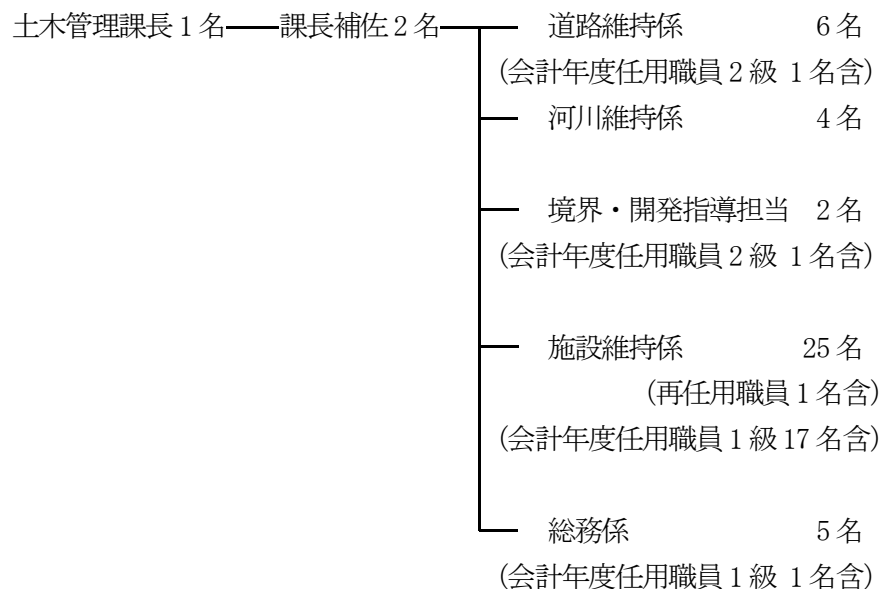 土木管理課長1名 課長補佐2名 道路維持係 6名
(会計年度任用職員2級 1名含)
河川維持係 4名
境界・開発指導担当 2名
(会計年度任用職員2級 1名含)
施設維持係 25名
(再任用職員1名含)
(会計年度任用職員1級17名含)
総務係 5名
(会計年度任用職員1級 1名含)